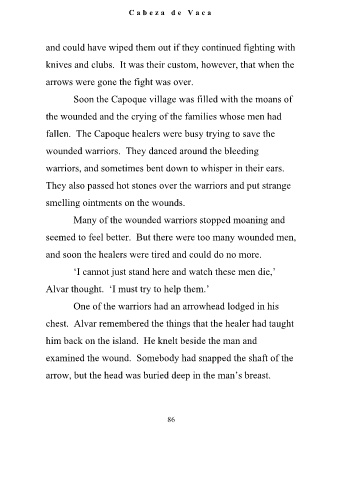 Cabeza de Vaca
and could have wiped them out if they continued fighting with
knives and clubs.  It was their custom, however, that when the
arrows were gone the fight was over.
Soon the Capoque village was filled with the moans of
the wounded and the crying of the families whose men had
fallen.  The Capoque healers were busy trying to save the
wounded warriors.  They danced around the bleeding
warriors, and sometimes bent down to whisper in their ears.
They also passed hot stones over the warriors and put strange
smelling ointments on the wounds.
Many of the wounded warriors stopped moaning and
seemed to feel better.  But there were too many wounded men,
and soon the healers were tired and could do no more.
‘I cannot just stand here and watch these men die,’
Alvar thought.  ‘I must try to help them.’
One of the warriors had an arrowhead lodged in his
chest.  Alvar remembered the things that the healer had taught
him back on the island.  He knelt beside the man and
examined the wound.  Somebody had snapped the shaft of the
arrow, but the head was buried deep in the man’s breast.
86